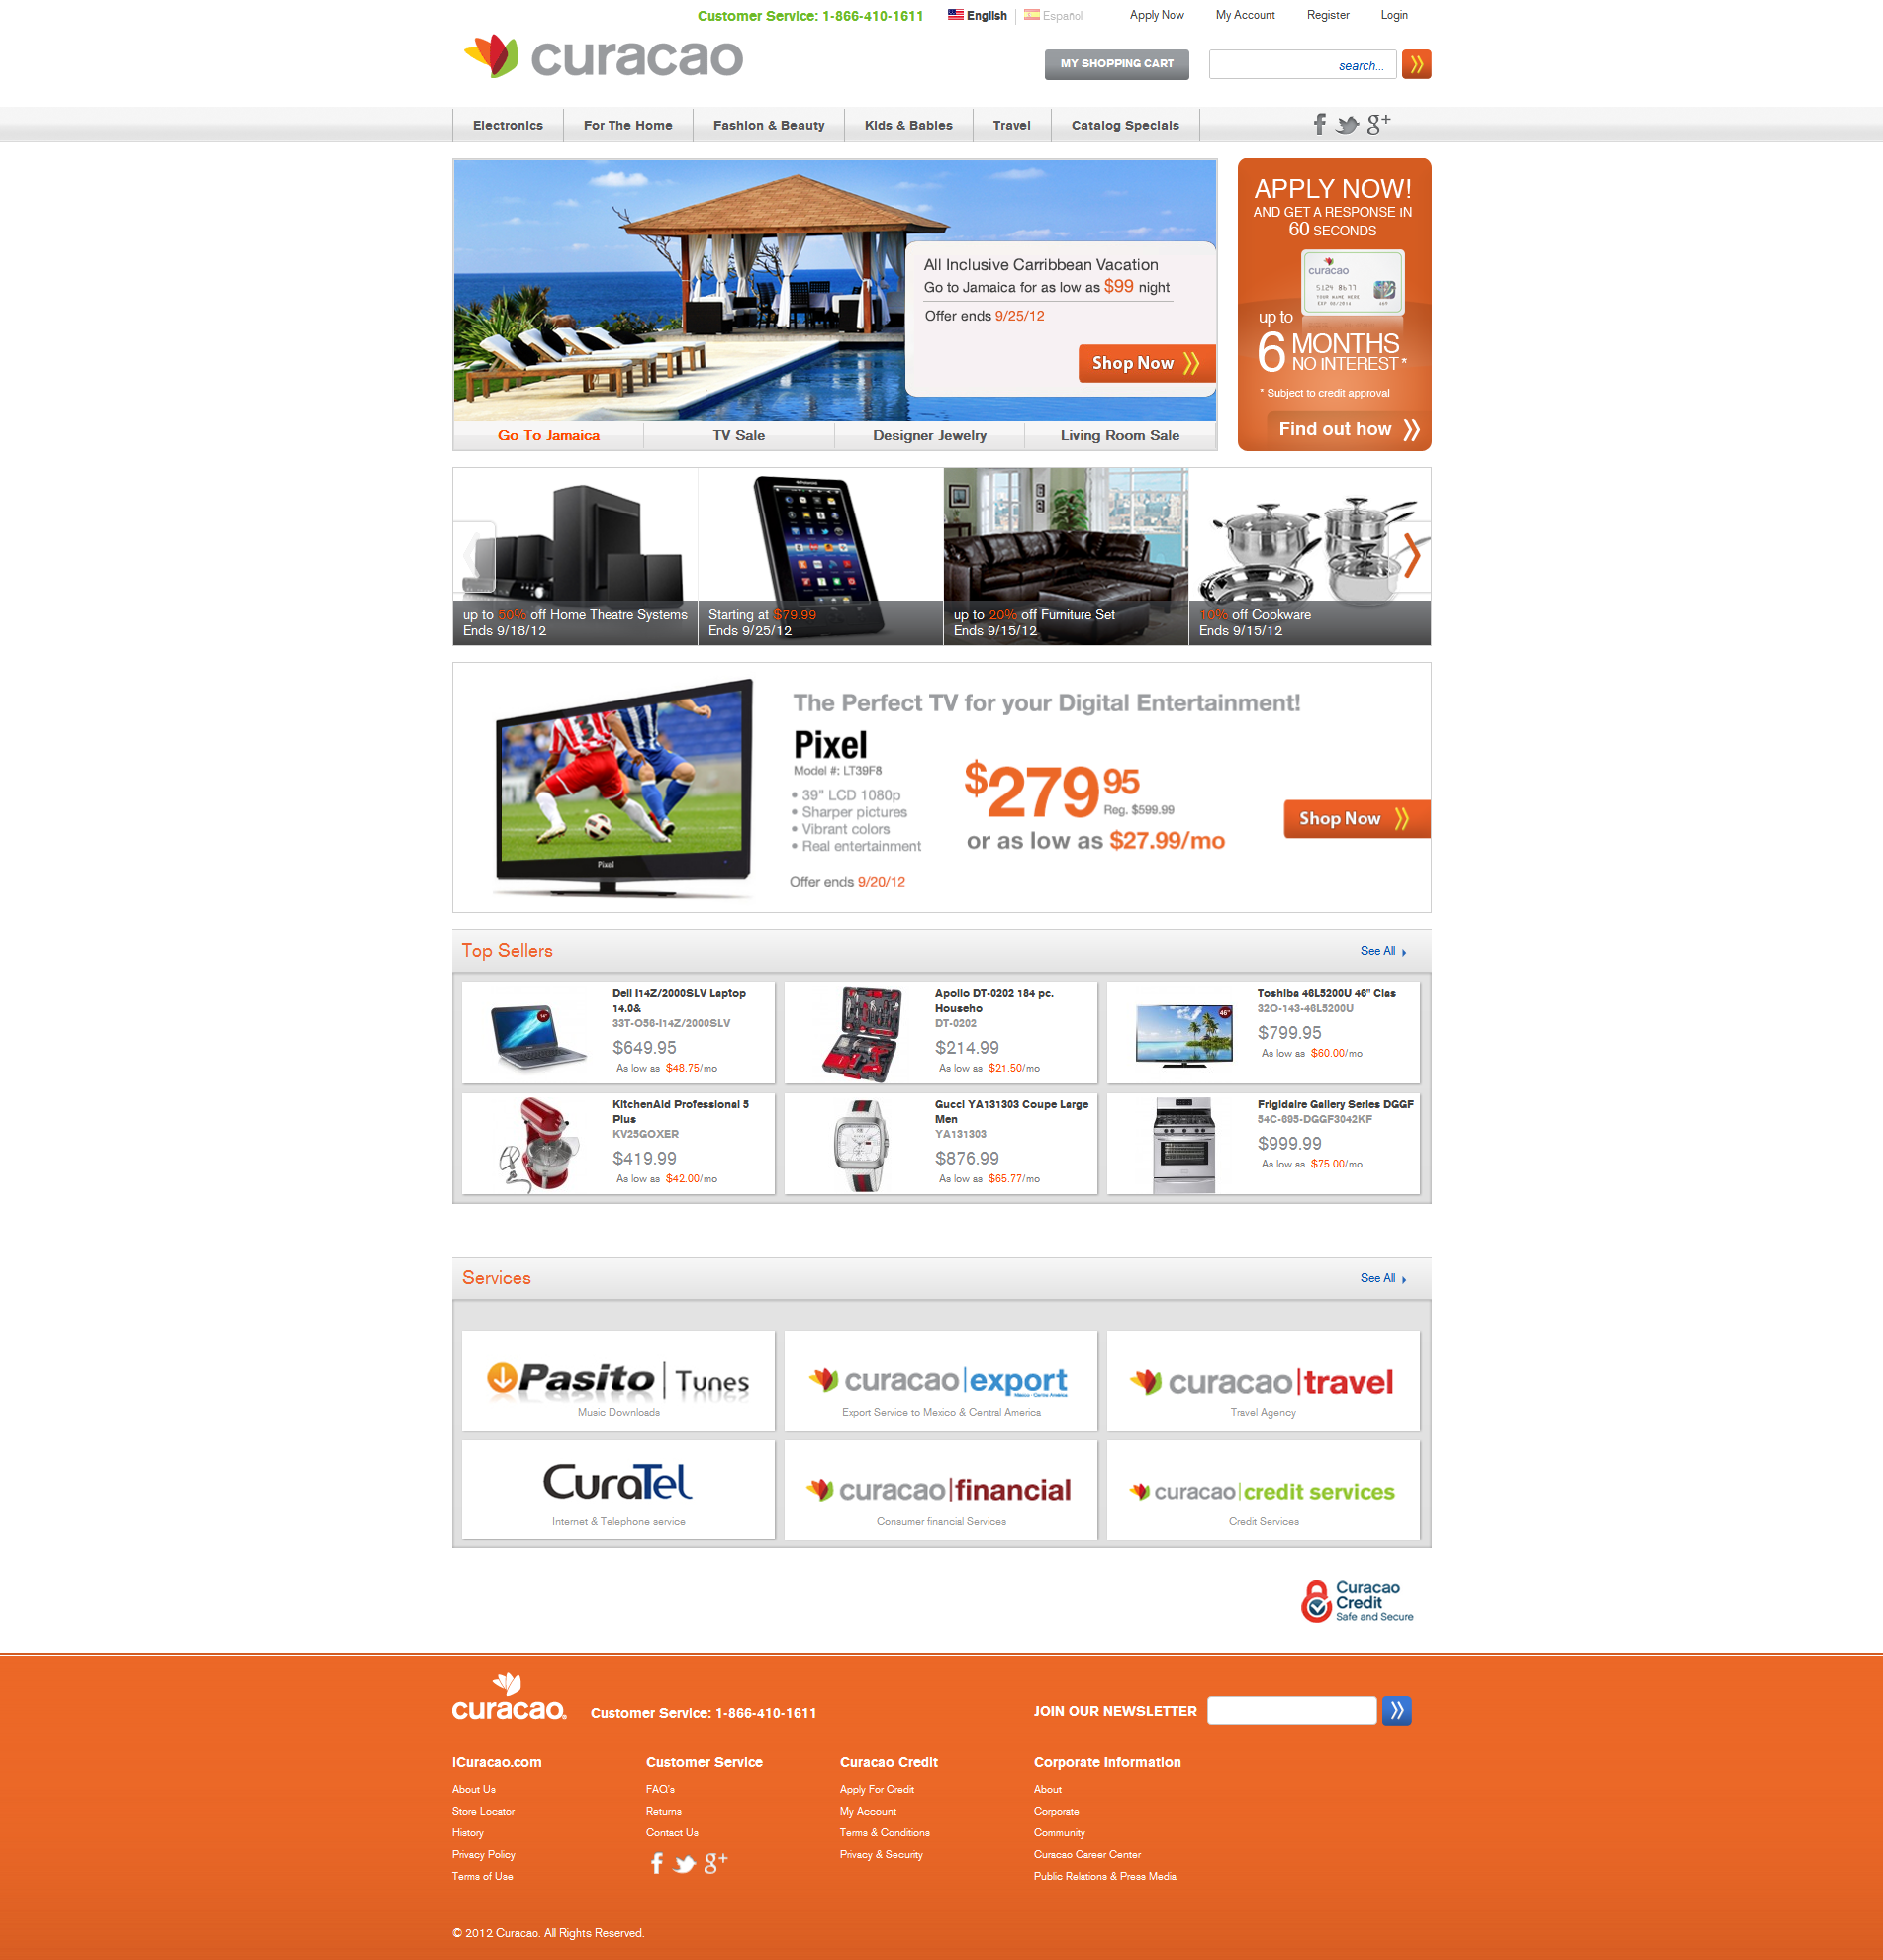 Customer Service: 1-866-410-1611
English
Español
Apply Now
My Account
Register
Login
curacao
MY SHOPPING CART
search...
Electronics
For The Home
Fashion & Beauty
Kids & Babies
Travel
Catalog Specials
All Inclusive Carribbean Vacation
Go to Jamaica for as low as $99 night
Offer ends 9/25/12
Shop Now
Go To Jamaica
TV Sale
Designer Jewelry
Living Room Sale
APPLY NOW!
AND GET A RESPONSE IN
60 SECONDS
curacao
5124 8677
YOUR NAME HERE
up to
6 MONTHS
NO INTEREST *
* Subject to credit approval
Find out how
up to 50% off Home Theatre Systems
Ends 9/18/12
Starting at $79.99
Ends 9/25/12
up to 20% off Furniture Set
Ends 9/15/12
10% off Cookware
Ends 9/15/12
The Perfect TV for your Digital Entertainment!
Pixel
Model #: LT39F8
• 39" LCD 1080p
• Sharper pictures
• Vibrant colors
• Real entertainment
$279 95
Reg. $599.99
or as low as $27.99/mo
Offer ends 9/20/12
Shop Now
Pixel
Top Sellers
See All
Dell I14Z/2000SLV Laptop
14.0&
33T-O56-I14Z/2000SLV
$649.95
As low as $48.75/mo
Apollo DT-0202 184 pc.
Househo
DT-0202
$214.99
As low as $21.50/mo
46"
Toshiba 46L5200U 46" Clas
32O-143-46L5200U
$799.95
As low as $60.00/mo
KitchenAid Professional 5
Plus
KV25GOXER
$419.99
As low as $42.00/mo
Gucci YA131303 Coupe Large
Men
YA131303
$876.99
As low as $65.77/mo
Frigidaire Gallery Series DGGF
54C-695-DGGF3042KF
$999.99
As low as $75.00/mo
Services
See All
Pasito | Tunes
Music Downloads
curacao|export
México - Centro América
Export Service to Mexico & Central America
curacao|travel
Travel Agency
CuraTel
Internet & Telephone service
curacao|financial
Consumer financial Services
curacao|credit services
Credit Services
Curacao
Credit
Safe and Secure
curacao
Customer Service: 1-866-410-1611
JOIN OUR NEWSLETTER
iCuracao.com
About Us
Store Locator
History
Privacy Policy
Terms of Use
Customer Service
FAQ's
Returns
Contact Us
Curacao Credit
Apply For Credit
My Account
Terms & Conditions
Privacy & Security
Corporate Information
About
Corporate
Community
Curacao Career Center
Public Relations & Press Media
© 2012 Curacao. All Rights Reserved.